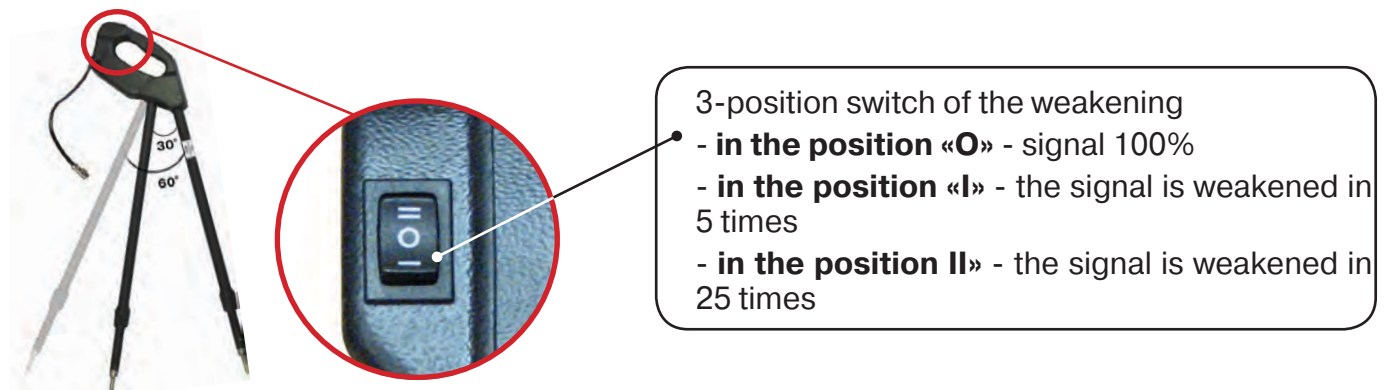 30°
60°
=
O
–
3-position switch of the weakening
- in the position «O» - signal 100%
- in the position «I» - the signal is weakened in
5 times
- in the position II» - the signal is weakened in
25 times